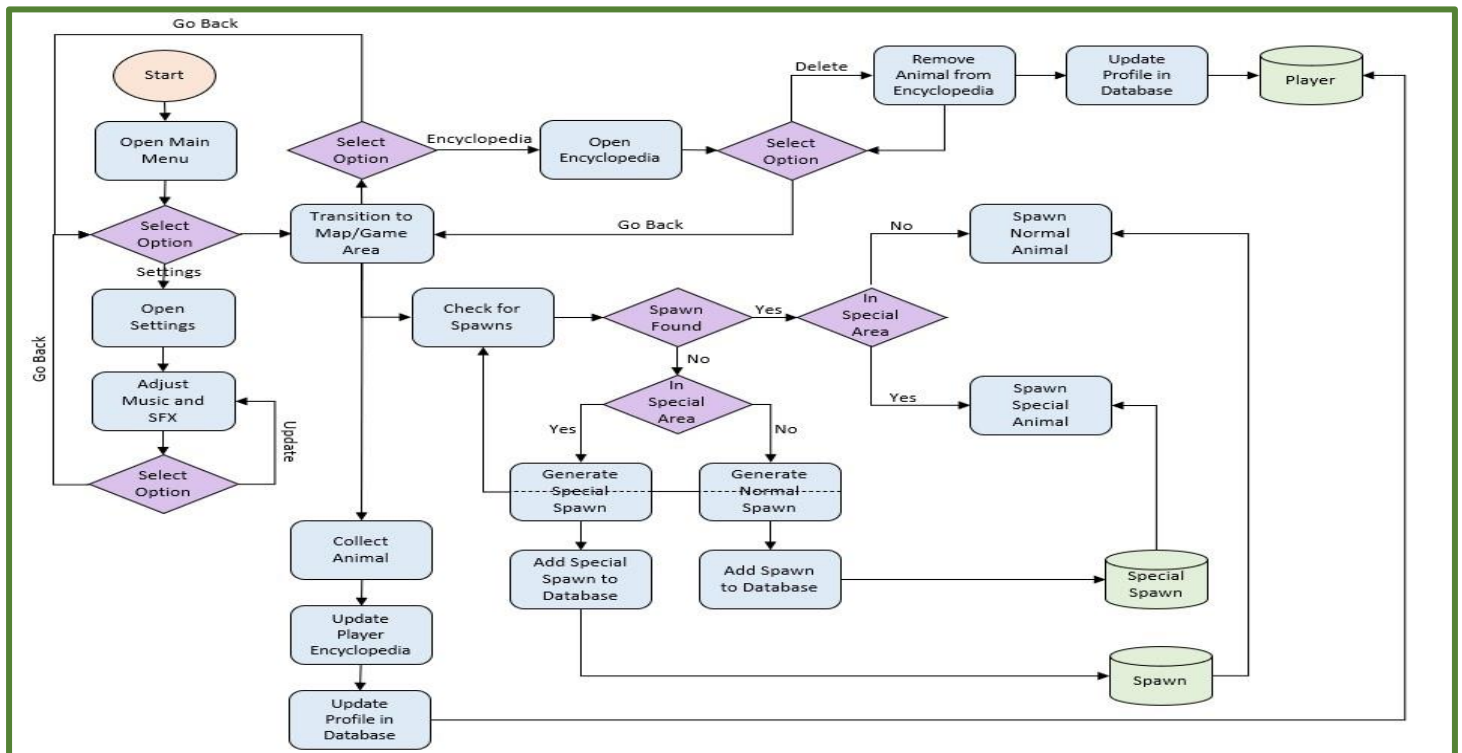 Go Back
Start
Open Main
Menu
Select
Option
Settings
Open
Settings
Adjust
Music and
SFX
Update
Select
Option
Go Back
Select
Option
Encyclopedia
Open
Encyclopedia
Select
Option
Delete
Remove
Animal from
Encyclopedia
Update
Profile in
Database
Player
Go Back
Transition to
Map/Game
Area
Check for
Spawns
Spawn
Found
Yes
In
Special
Area
No
Spawn
Normal
Animal
Yes
Spawn
Special
Animal
No
In
Special
Area
Yes
No
Generate
Special
Spawn
Generate
Normal
Spawn
Add Special
Spawn to
Database
Add Spawn
to Database
Special
Spawn
Spawn
Collect
Animal
Update
Player
Encyclopedia
Update
Profile in
Database